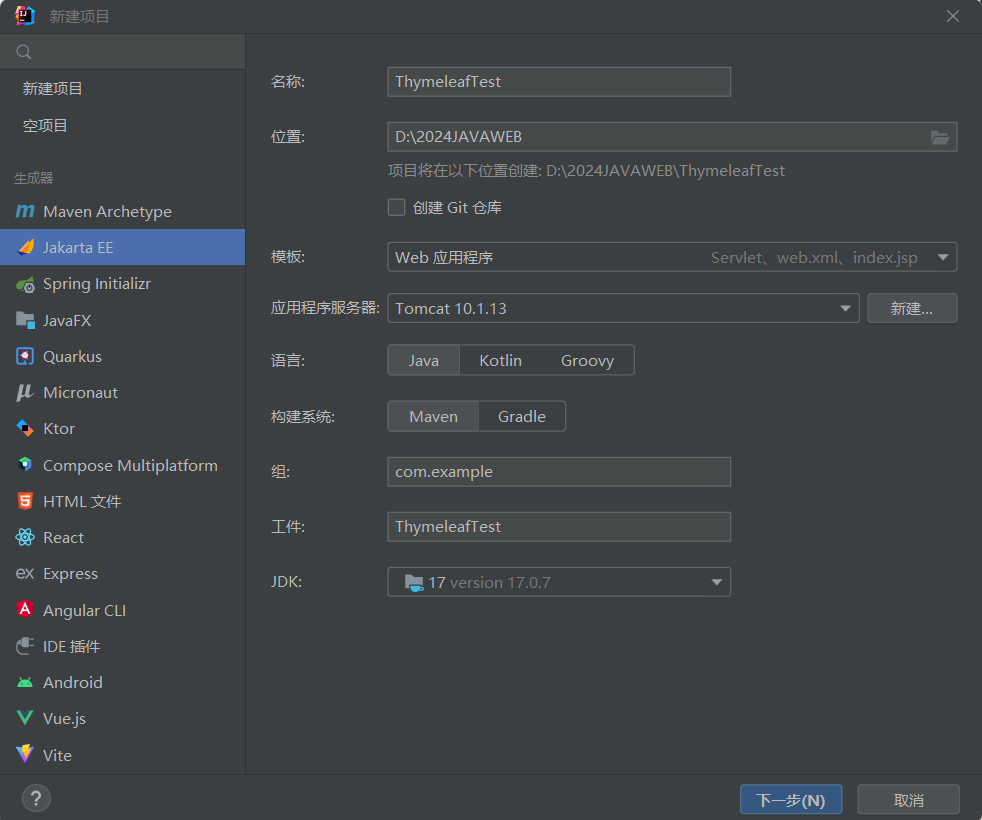 新建项目
新建项目
空项目
生成器
Maven Archetype
Jakarta EE
Spring Initializr
JavaFX
Quarkus
Micronaut
Ktor
Compose Multiplatform
HTML 文件
React
Express
Angular CLI
IDE 插件
Android
Vue.js
Vite
名称: ThymeleafTest
位置: D:\2024JAVAWEB
项目将在以下位置创建: D:\2024JAVAWEB\ThymeleafTest
创建 Git 仓库
模板: Web 应用程序 Servlet、web.xml、index.jsp
应用程序服务器: Tomcat 10.1.13 新建...
语言: Java Kotlin Groovy
构建系统: Maven Gradle
组: com.example
工件: ThymeleafTest
JDK: 17 version 17.0.7
? 下一步(N) 取消